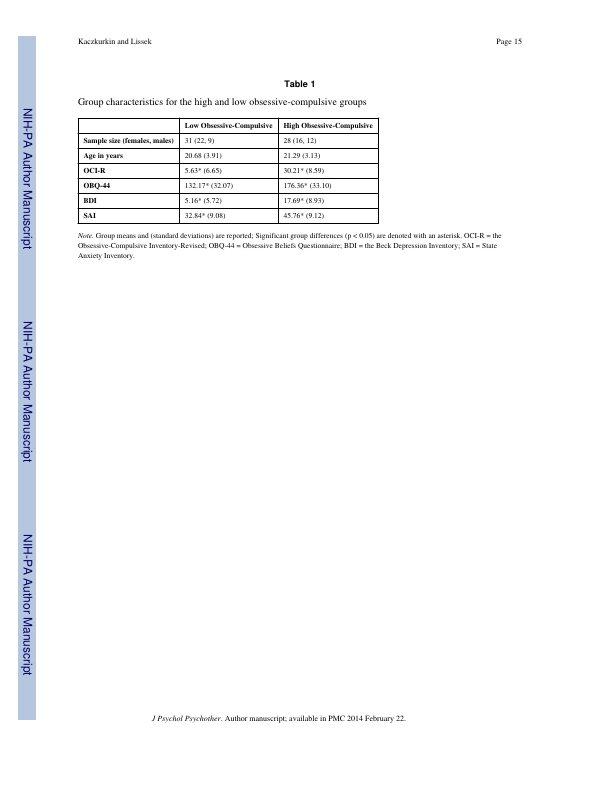 Kaczkurkin and Lissek Page 15
Table 1
Group characteristics for the high and low obsessive-compulsive groups
Low Obsessive-Compulsive High Obsessive-Compulsive
Sample size (females, males) 31 (22, 9) 28 (16, 12)
Age in years 20.68 (3.91) 21.29 (3.13)
OCI-R 5.63* (6.65) 30.21* (8.59)
OBQ-44 132.17* (32.07) 176.36* (33.10)
BDI 5.16* (5.72) 17.69* (8.93)
SAI 32.84* (9.08) 45.76* (9.12)
Note. Group means and (standard deviations) are reported; Significant group differences (p < 0.05) are denoted with an asterisk. OCI-R = the
Obsessive-Compulsive Inventory-Revised; OBQ-44 = Obsessive Beliefs Questionnaire; BDI = the Beck Depression Inventory; SAI = State
Anxiety Inventory.
NIH-PA Author Manuscript
NIH-PA Author Manuscript
NIH-PA Author Manuscript
J Psychol Psychother. Author manuscript; available in PMC 2014 February 22.